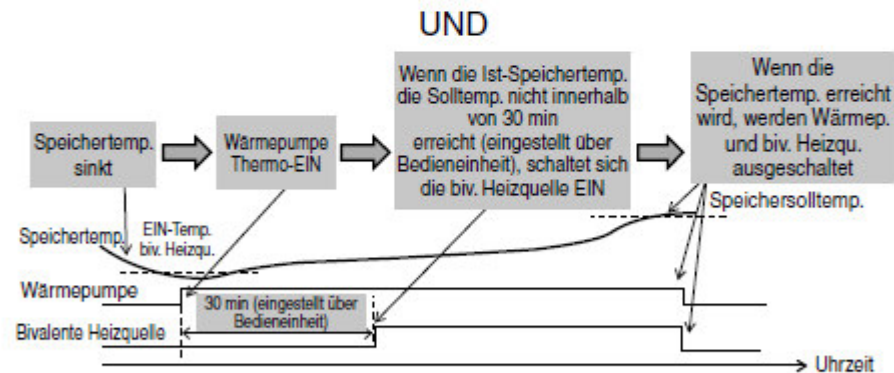 UND
Speichertemp.
sinkt
Wärmepumpe
Thermo-EIN
Wenn die Ist-Speichertemp.
die Solltemp. nicht innerhalb
von 30 min
erreicht (eingestellt über
Bedieneinheit), schaltet sich
die biv. Heizquelle EIN
Wenn die
Speichertemp. erreicht
wird, werden Wärmep.
und biv. Heizqu.
ausgeschaltet
Speichersolltemp.
Speichertemp.
EIN-Temp.
biv. Heizqu.
Wärmepumpe
30 min (eingestellt über
Bedieneinheit)
Bivalente Heizquelle
Uhrzeit